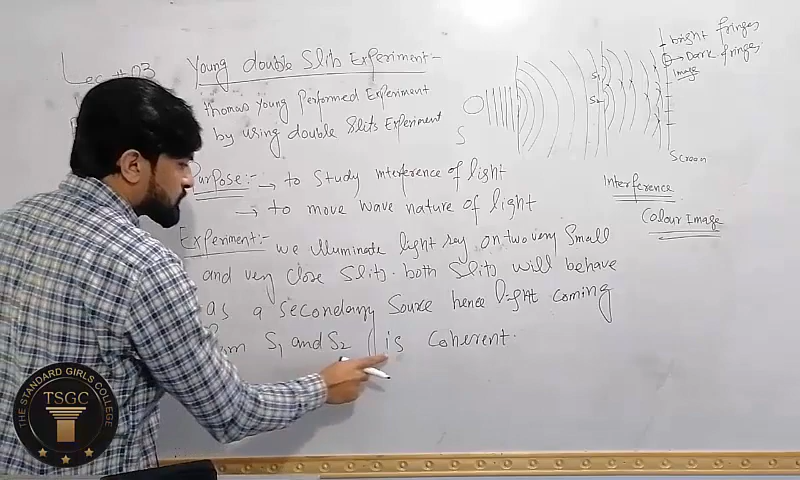 Lec # 03
Young double Slits Experiment:-
thomas Young Performed Experiment
by using double Slits Experiment
Purpose:- → to Study interference of light
→ to move wave nature of light
Experiment:- we illuminate light say on two very Small
and very close Slits. both Slits will behave
as a secondary Source hence light coming
S1 and S2 is coherent.
S
S1
S2
bright fringes
Dark fringes
Image
Screen
Interference
Colour Image
THE STANDARD GIRLS COLLEGE
TSGC